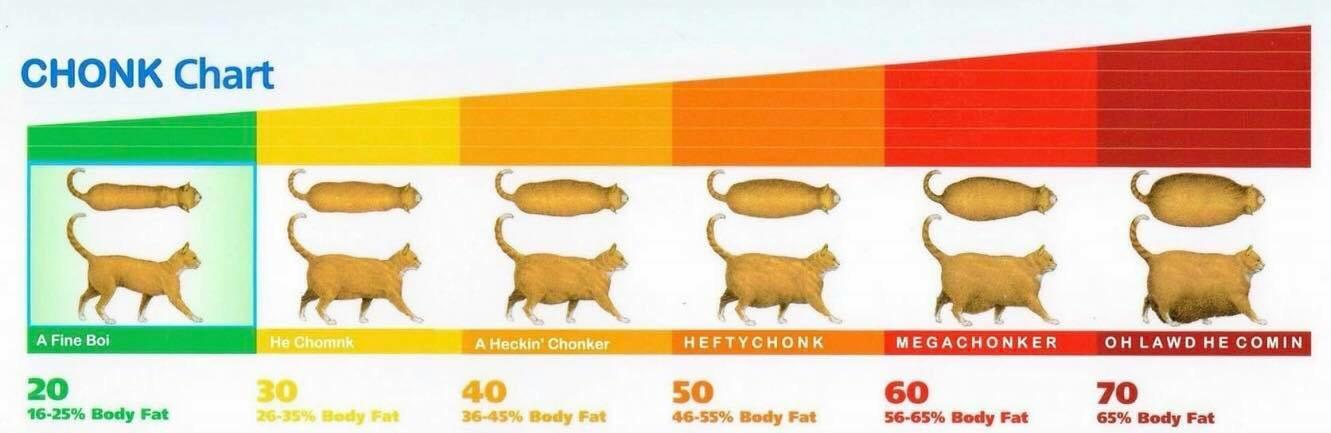 CHONK Chart
A Fine Boi
He Chomnk
A Heckin' Chonker
HEFTYCHONK
MEGACHONKER
OH LAWD HE COMIN
20
30
40
50
60
70
16-25% Body Fat
26-35% Body Fat
36-45% Body Fat
46-55% Body Fat
56-65% Body Fat
65% Body Fat